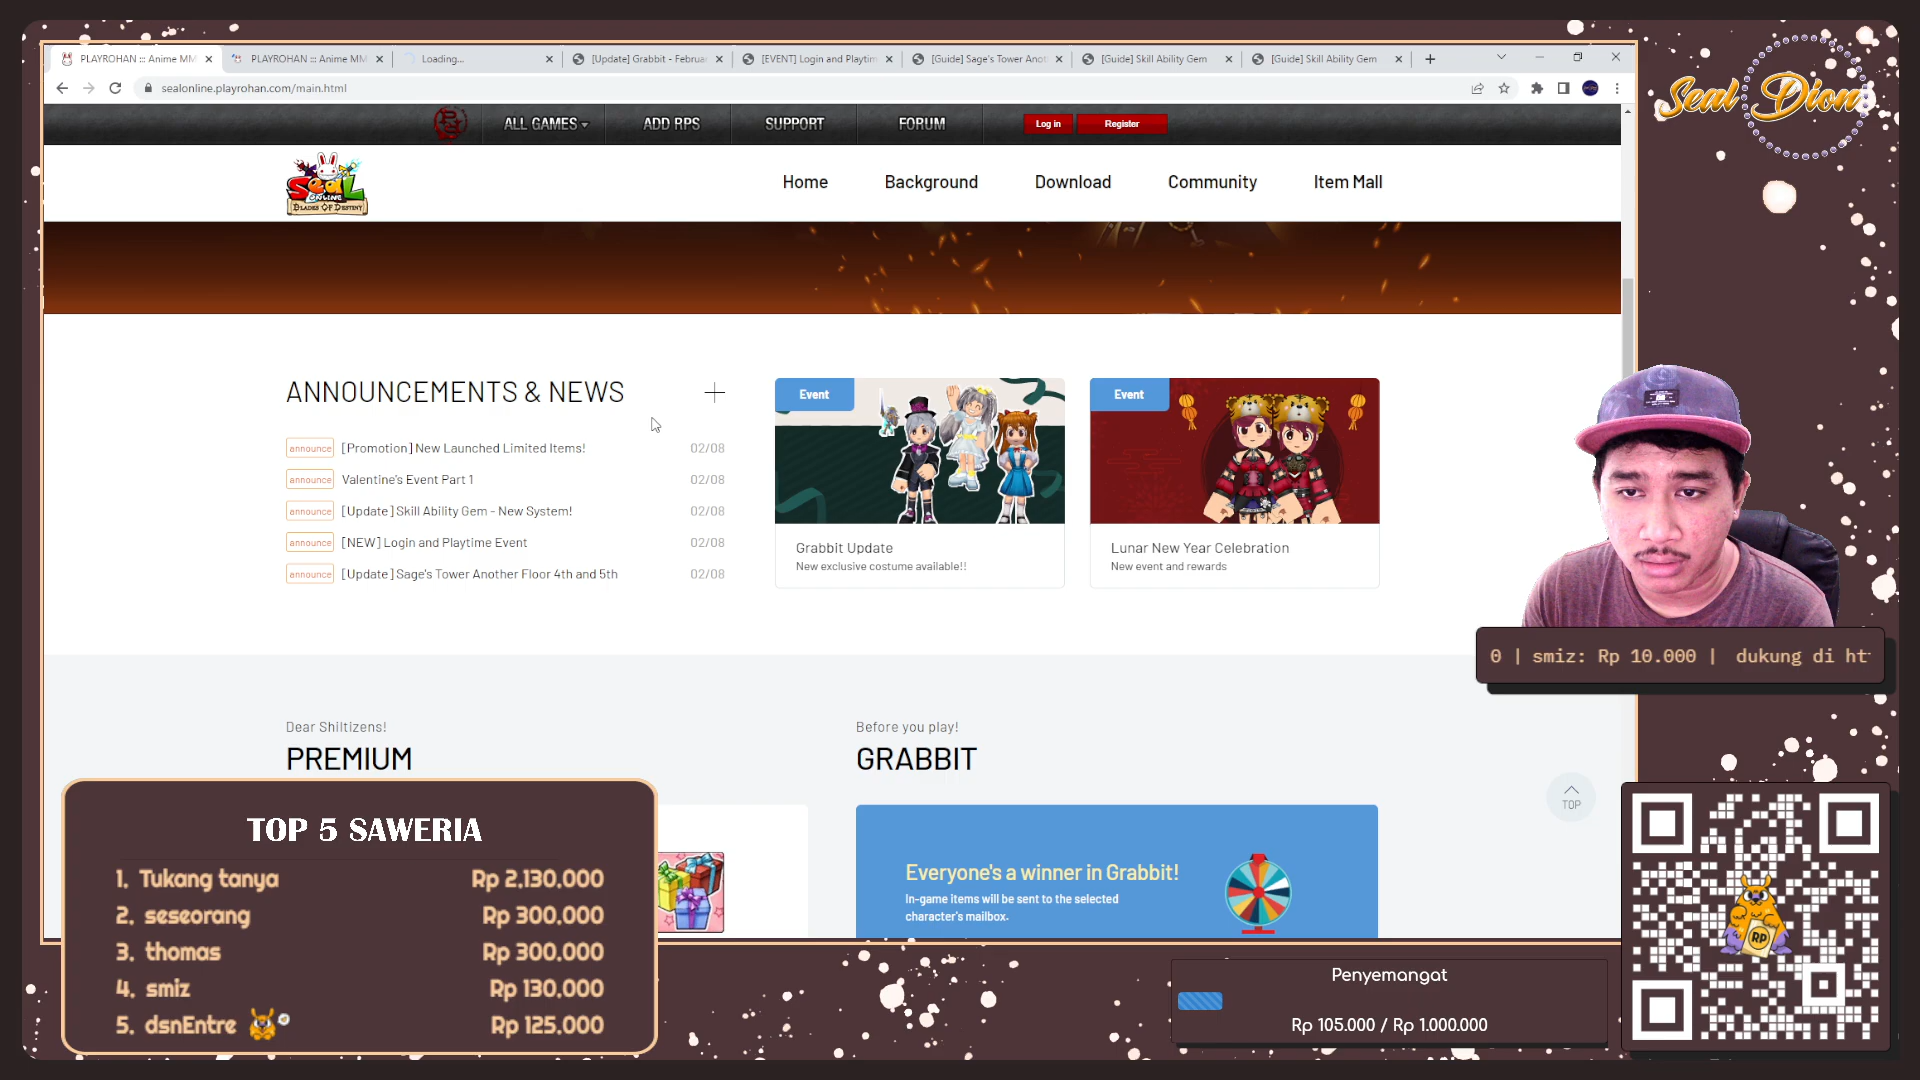 PLAYROHAN ::: Anime MM
PLAYROHAN ::: Anime MM
Loading...
[Update] Grabbit - Februa
[EVENT] Login and Playtim
[Guide] Sage's Tower Anot
[Guide] Skill Ability Gem
[Guide] Skill Ability Gem
sealonline.playrohan.com/main.html
ALL GAMES
ADD RPS
SUPPORT
FORUM
Log in
Register
SeaL
ONLINE
BLADES OF DESTINY
Home
Background
Download
Community
Item Mall
Seal Dion
ANNOUNCEMENTS & NEWS
announce [Promotion] New Launched Limited Items! 02/08
announce Valentine's Event Part 1 02/08
announce [Update] Skill Ability Gem - New System! 02/08
announce [NEW] Login and Playtime Event 02/08
announce [Update] Sage's Tower Another Floor 4th and 5th 02/08
Event
Grabbit Update
New exclusive costume available!!
Event
Lunar New Year Celebration
New event and rewards
0 | smiz: Rp 10.000 | dukung di ht
Dear Shiltizens!
PREMIUM
Before you play!
GRABBIT
Everyone's a winner in Grabbit!
In-game items will be sent to the selected
character's mailbox.
TOP
TOP 5 SAWERIA
1. Tukang tanya Rp 2,130,000
2. seseorang Rp 300,000
3. thomas Rp 300,000
4. smiz Rp 130,000
5. dsnEntre Rp 125,000
Penyemangat
Rp 105.000 / Rp 1.000.000
RP